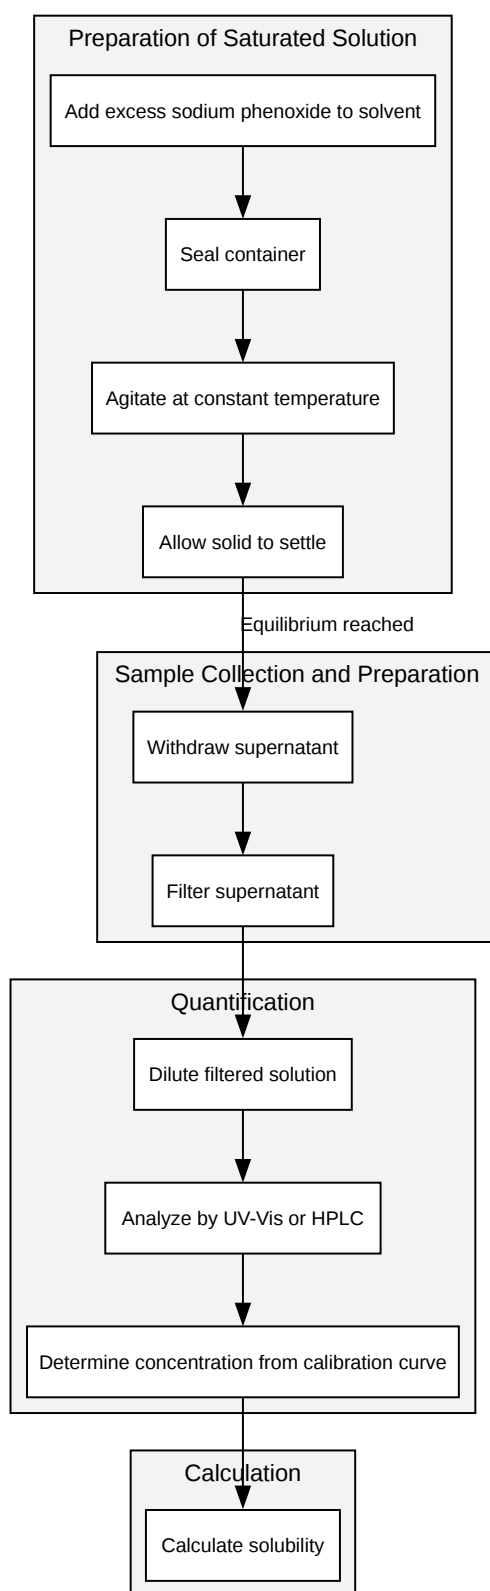 Preparation of Saturated Solution
Add excess sodium phenoxide to solvent
Seal container
Agitate at constant temperature
Allow solid to settle
Equilibrium reached
Sample Collection and Preparation
Withdraw supernatant
Filter supernatant
Quantification
Dilute filtered solution
Analyze by UV-Vis or HPLC
Determine concentration from calibration curve
Calculation
Calculate solubility